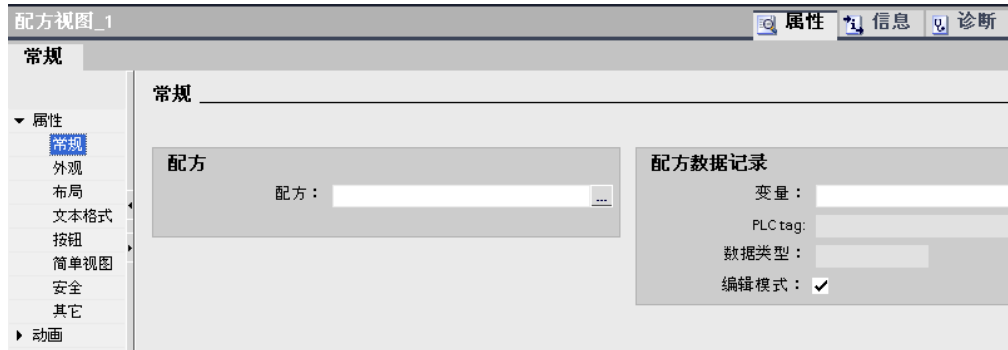 配方视图_1
属性 信息 诊断
常规
常规
属性
常规
外观
布局
文本格式
按钮
简单视图
安全
其它
动画
配方
配方：
...
配方数据记录
变量：
PLC tag:
数据类型：
编辑模式：